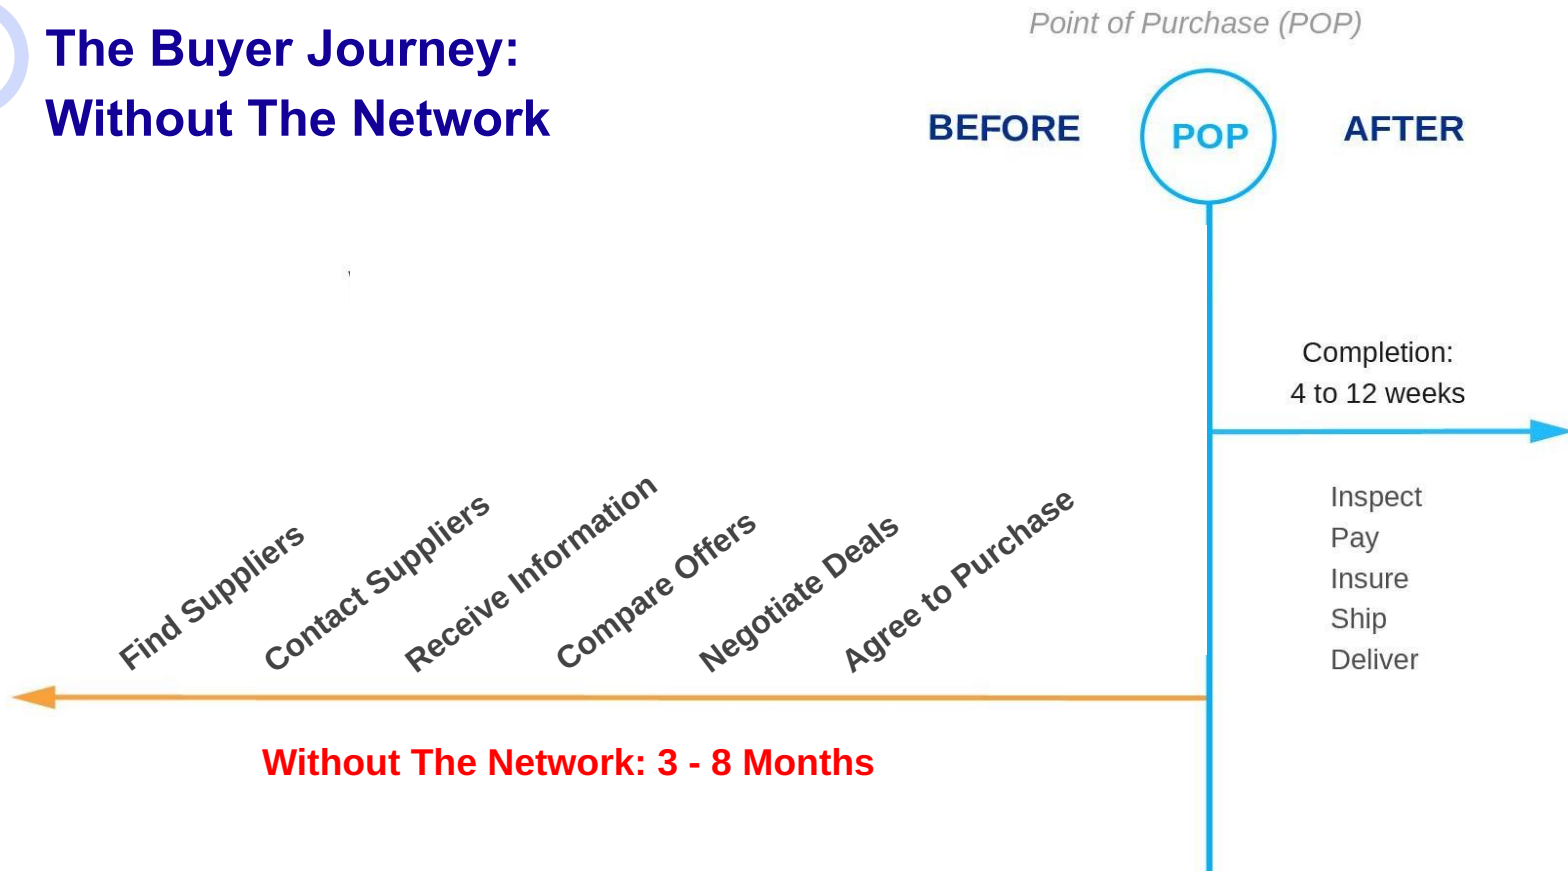 The Buyer Journey:
Without The Network
Point of Purchase (POP)
BEFORE
POP
AFTER
Completion:
4 to 12 weeks
Inspect
Pay
Insure
Ship
Deliver
Find Suppliers
Contact Suppliers
Receive Information
Compare Offers
Negotiate Deals
Agree to Purchase
Without The Network: 3 - 8 Months